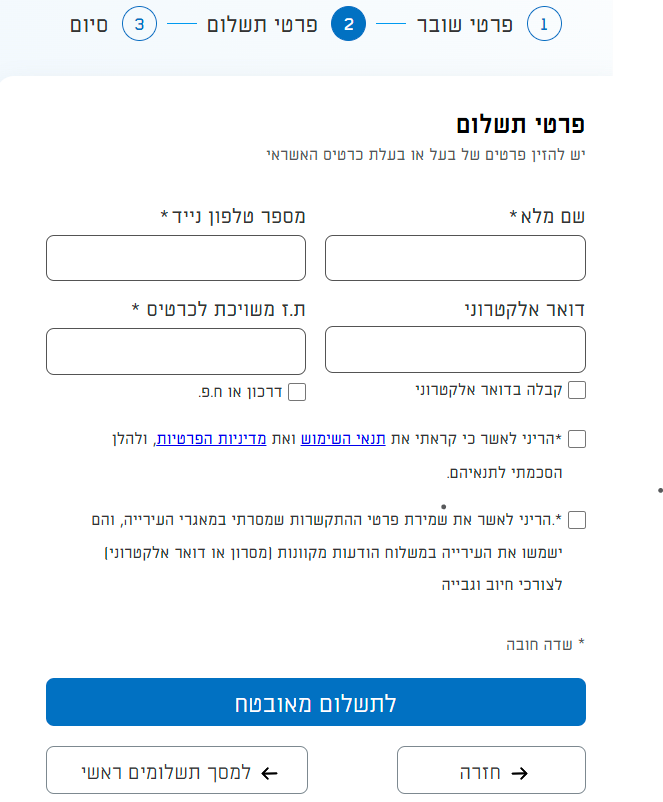 1 פרטי שובר 2 פרטי תשלום 3 סיום
פרטי תשלום
יש להזין פרטים של בעל או בעלת כרטיס האשראי
שם מלא *
מספר טלפון נייד *
דואר אלקטרוני
ת.ז משויכת לכרטיס *
קבלה בדואר אלקטרוני
דרכון או ח.פ.
*הריני לאשר כי קראתי את תנאי השימוש ואת מדיניות הפרטיות, ולהלן
הסכמתי לתנאיהם.
*.הריני לאשר את שמירת פרטי ההתקשרות שמסרתי במאגרי העירייה, והם
ישמשו את העירייה במשלוח הודעות מקוונות (מסרון או דואר אלקטרוני)
לצורכי חיוב וגבייה
* שדה חובה
לתשלום מאובטח
→ חזרה
← למסך תשלומים ראשי